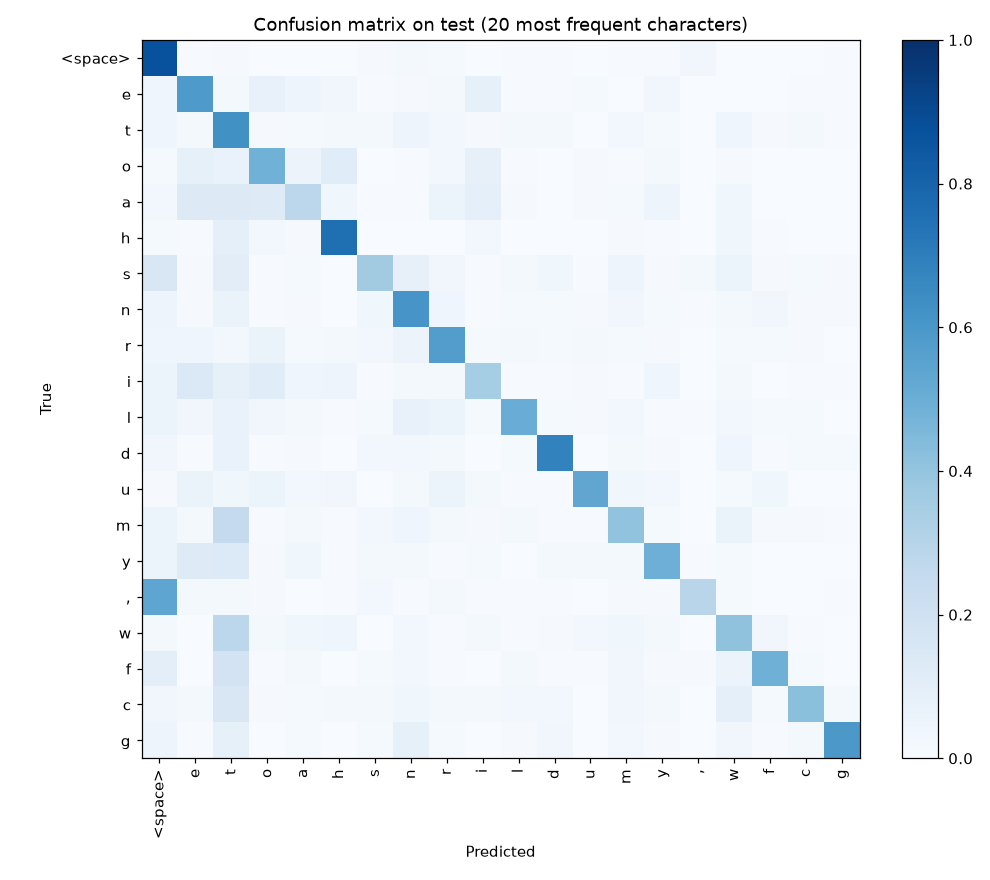 Confusion matrix on test (20 most frequent characters)
True
<space>
e
t
o
a
h
s
n
r
i
l
d
u
m
y
,
w
f
c
g
<space> e t o a h s n r i l d u m y , w f c g
Predicted
1.0
0.8
0.6
0.4
0.2
0.0